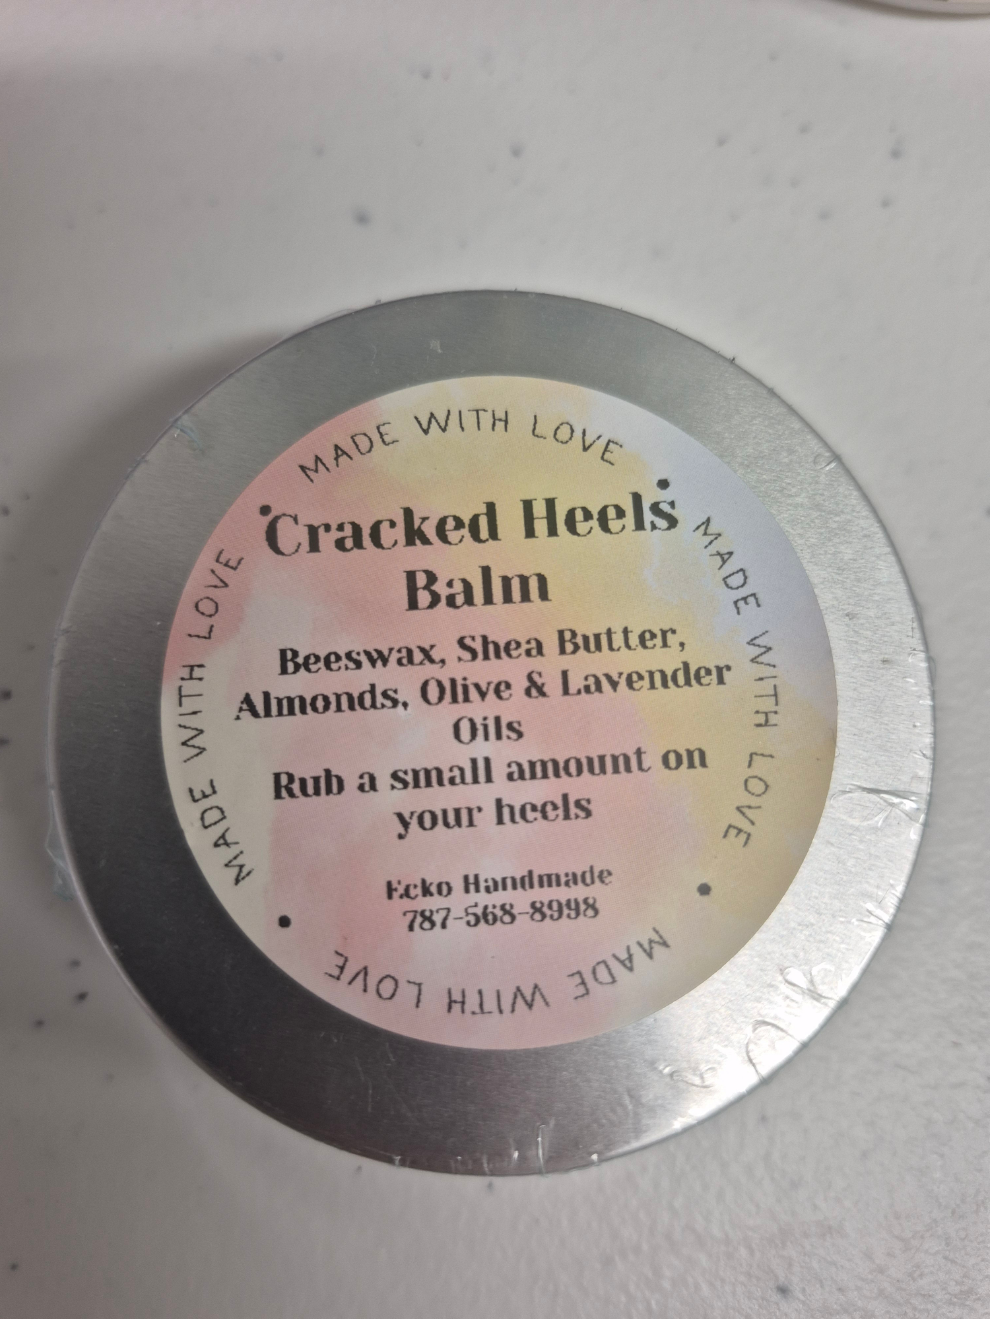 MADE WITH LOVE
MADE WITH LOVE
MADE WITH LOVE
MADE WITH LOVE
Cracked Heels
Balm
Beeswax, Shea Butter,
Almonds, Olive & Lavender
Oils
Rub a small amount on
your heels
Ecko Handmade
787-568-8998